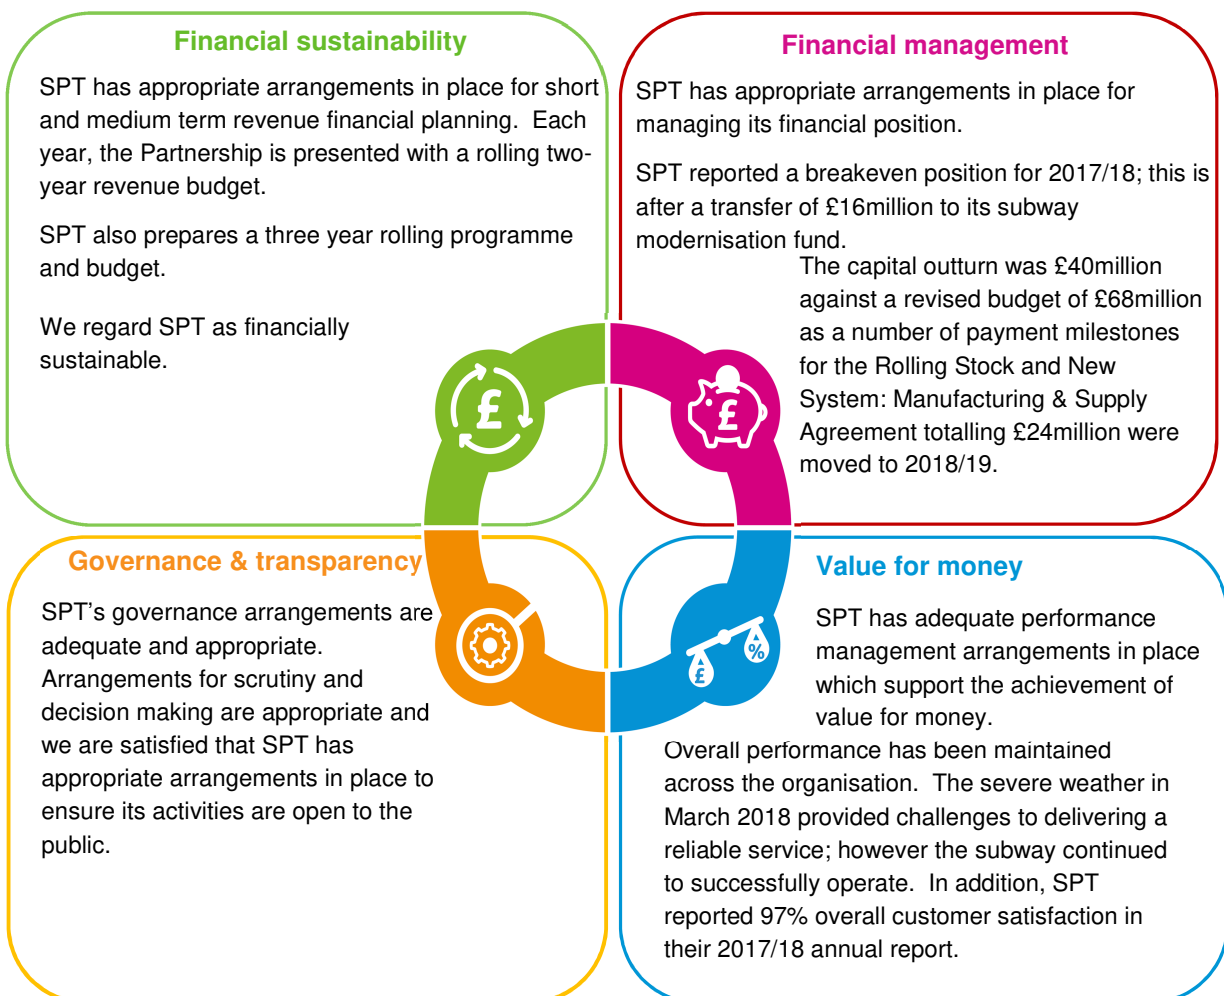 Financial sustainability
SPT has appropriate arrangements in place for short
and medium term revenue financial planning.  Each
year, the Partnership is presented with a rolling two-
year revenue budget.
SPT also prepares a three year rolling programme
and budget.
We regard SPT as financially
sustainable.
£
Financial management
SPT has appropriate arrangements in place for
managing its financial position.
SPT reported a breakeven position for 2017/18; this is
after a transfer of £16million to its subway
modernisation fund.
The capital outturn was £40million
against a revised budget of £68million
as a number of payment milestones
for the Rolling Stock and New
System: Manufacturing & Supply
Agreement totalling £24million were
moved to 2018/19.
£
Governance & transparency
SPT's governance arrangements are
adequate and appropriate.
Arrangements for scrutiny and
decision making are appropriate and
we are satisfied that SPT has
appropriate arrangements in place to
ensure its activities are open to the
public.
Value for money
SPT has adequate performance
management arrangements in place
which support the achievement of
value for money.
£
%
Overall performance has been maintained
across the organisation.  The severe weather in
March 2018 provided challenges to delivering a
reliable service; however the subway continued
to successfully operate.  In addition, SPT
reported 97% overall customer satisfaction in
their 2017/18 annual report.